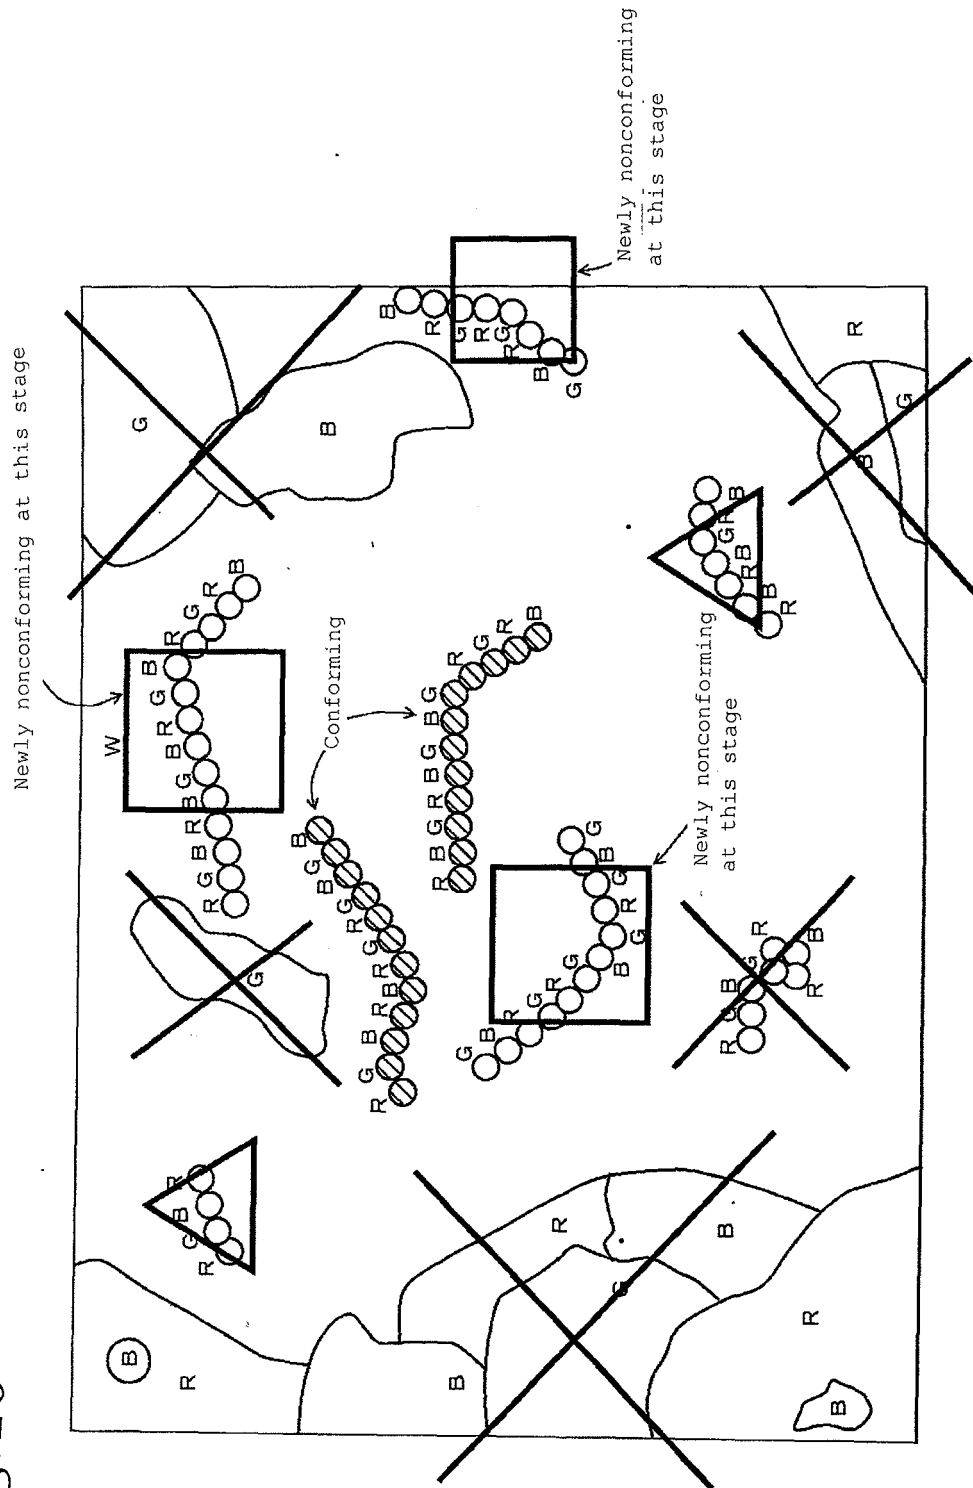 Newly nonconforming at this stage
W
G
B
Newly nonconforming
at this stage
B
R
G
R
G
R
B
G
R G B R G B R B R G B R G R B
Conforming
R G B R B R G R G B G B
R B G R B G B G R G R B
G B R G R G B G R G B G
Newly nonconforming
at this stage
R G B R
R G B G R B R
R B R B G R B
G
B
R
B
R
G
B
R
B
R
B
G
R